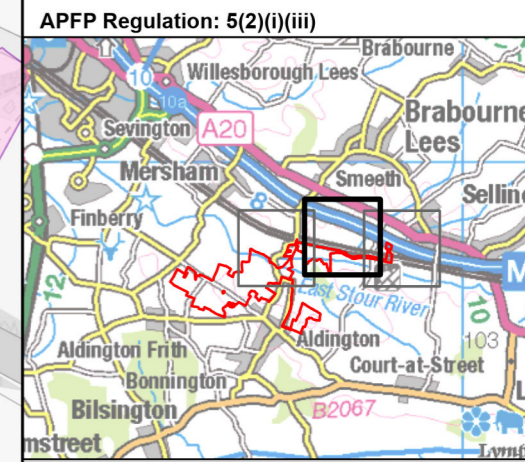 APFP Regulation: 5(2)(i)(iii)
Brabourne
10
Willesborough Lees
10a
Brabourne
Lees
Sevington
A20
Mersham
Smeeth
8
Sellin
Finberry
M
12
East Stour River
10
Aldington
103
Aldington Frith
Court-at-Street
Bonnington
Bilsington
B2067
mstreet
Lymp